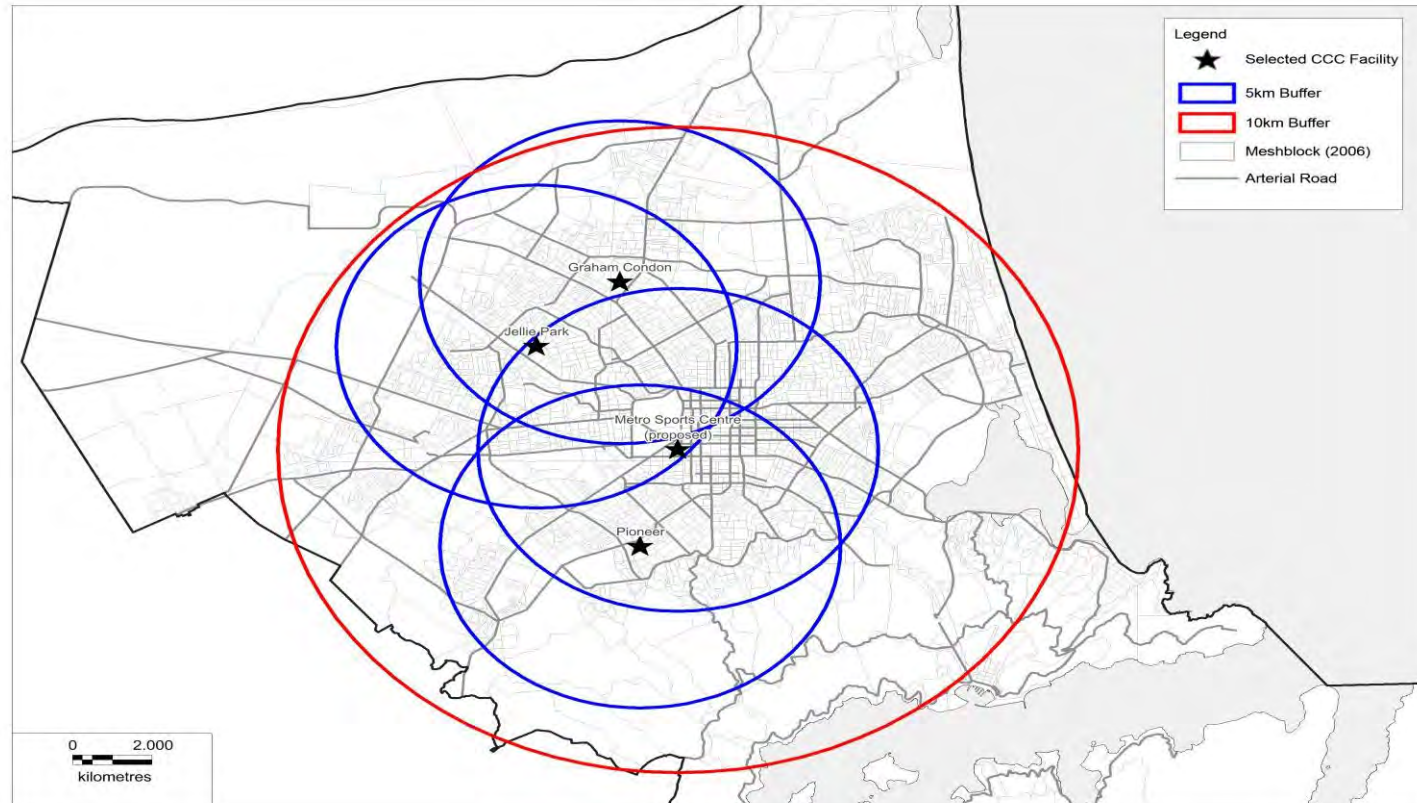 Legend
Selected CCC Facility
5km Buffer
10km Buffer
Meshblock (2006)
Arterial Road
Graham Condon
Jellie Park
Metro Sports Centre
(proposed)
Pioneer
0 2.000
kilometres